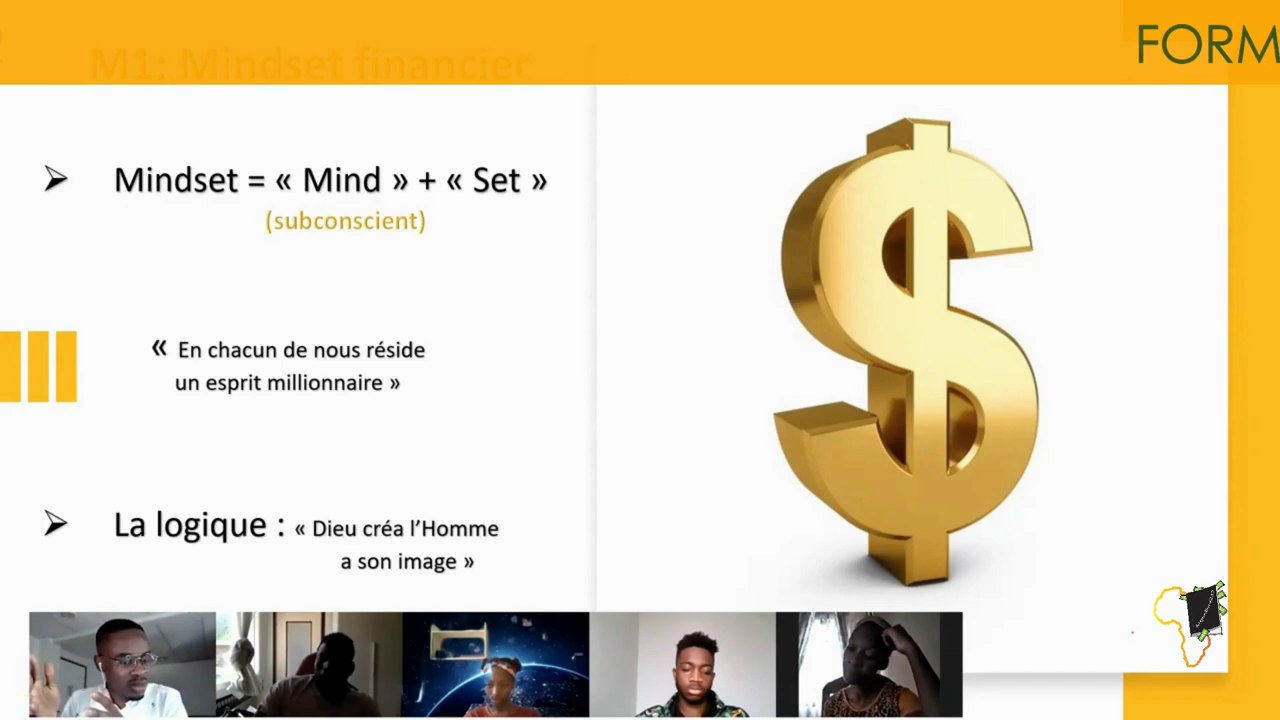 FORM
M1: Mindset financier
Mindset = « Mind » + « Set »
(subconscient)
« En chacun de nous réside
un esprit millionnaire »
La logique : « Dieu créa l’Homme
a son image »